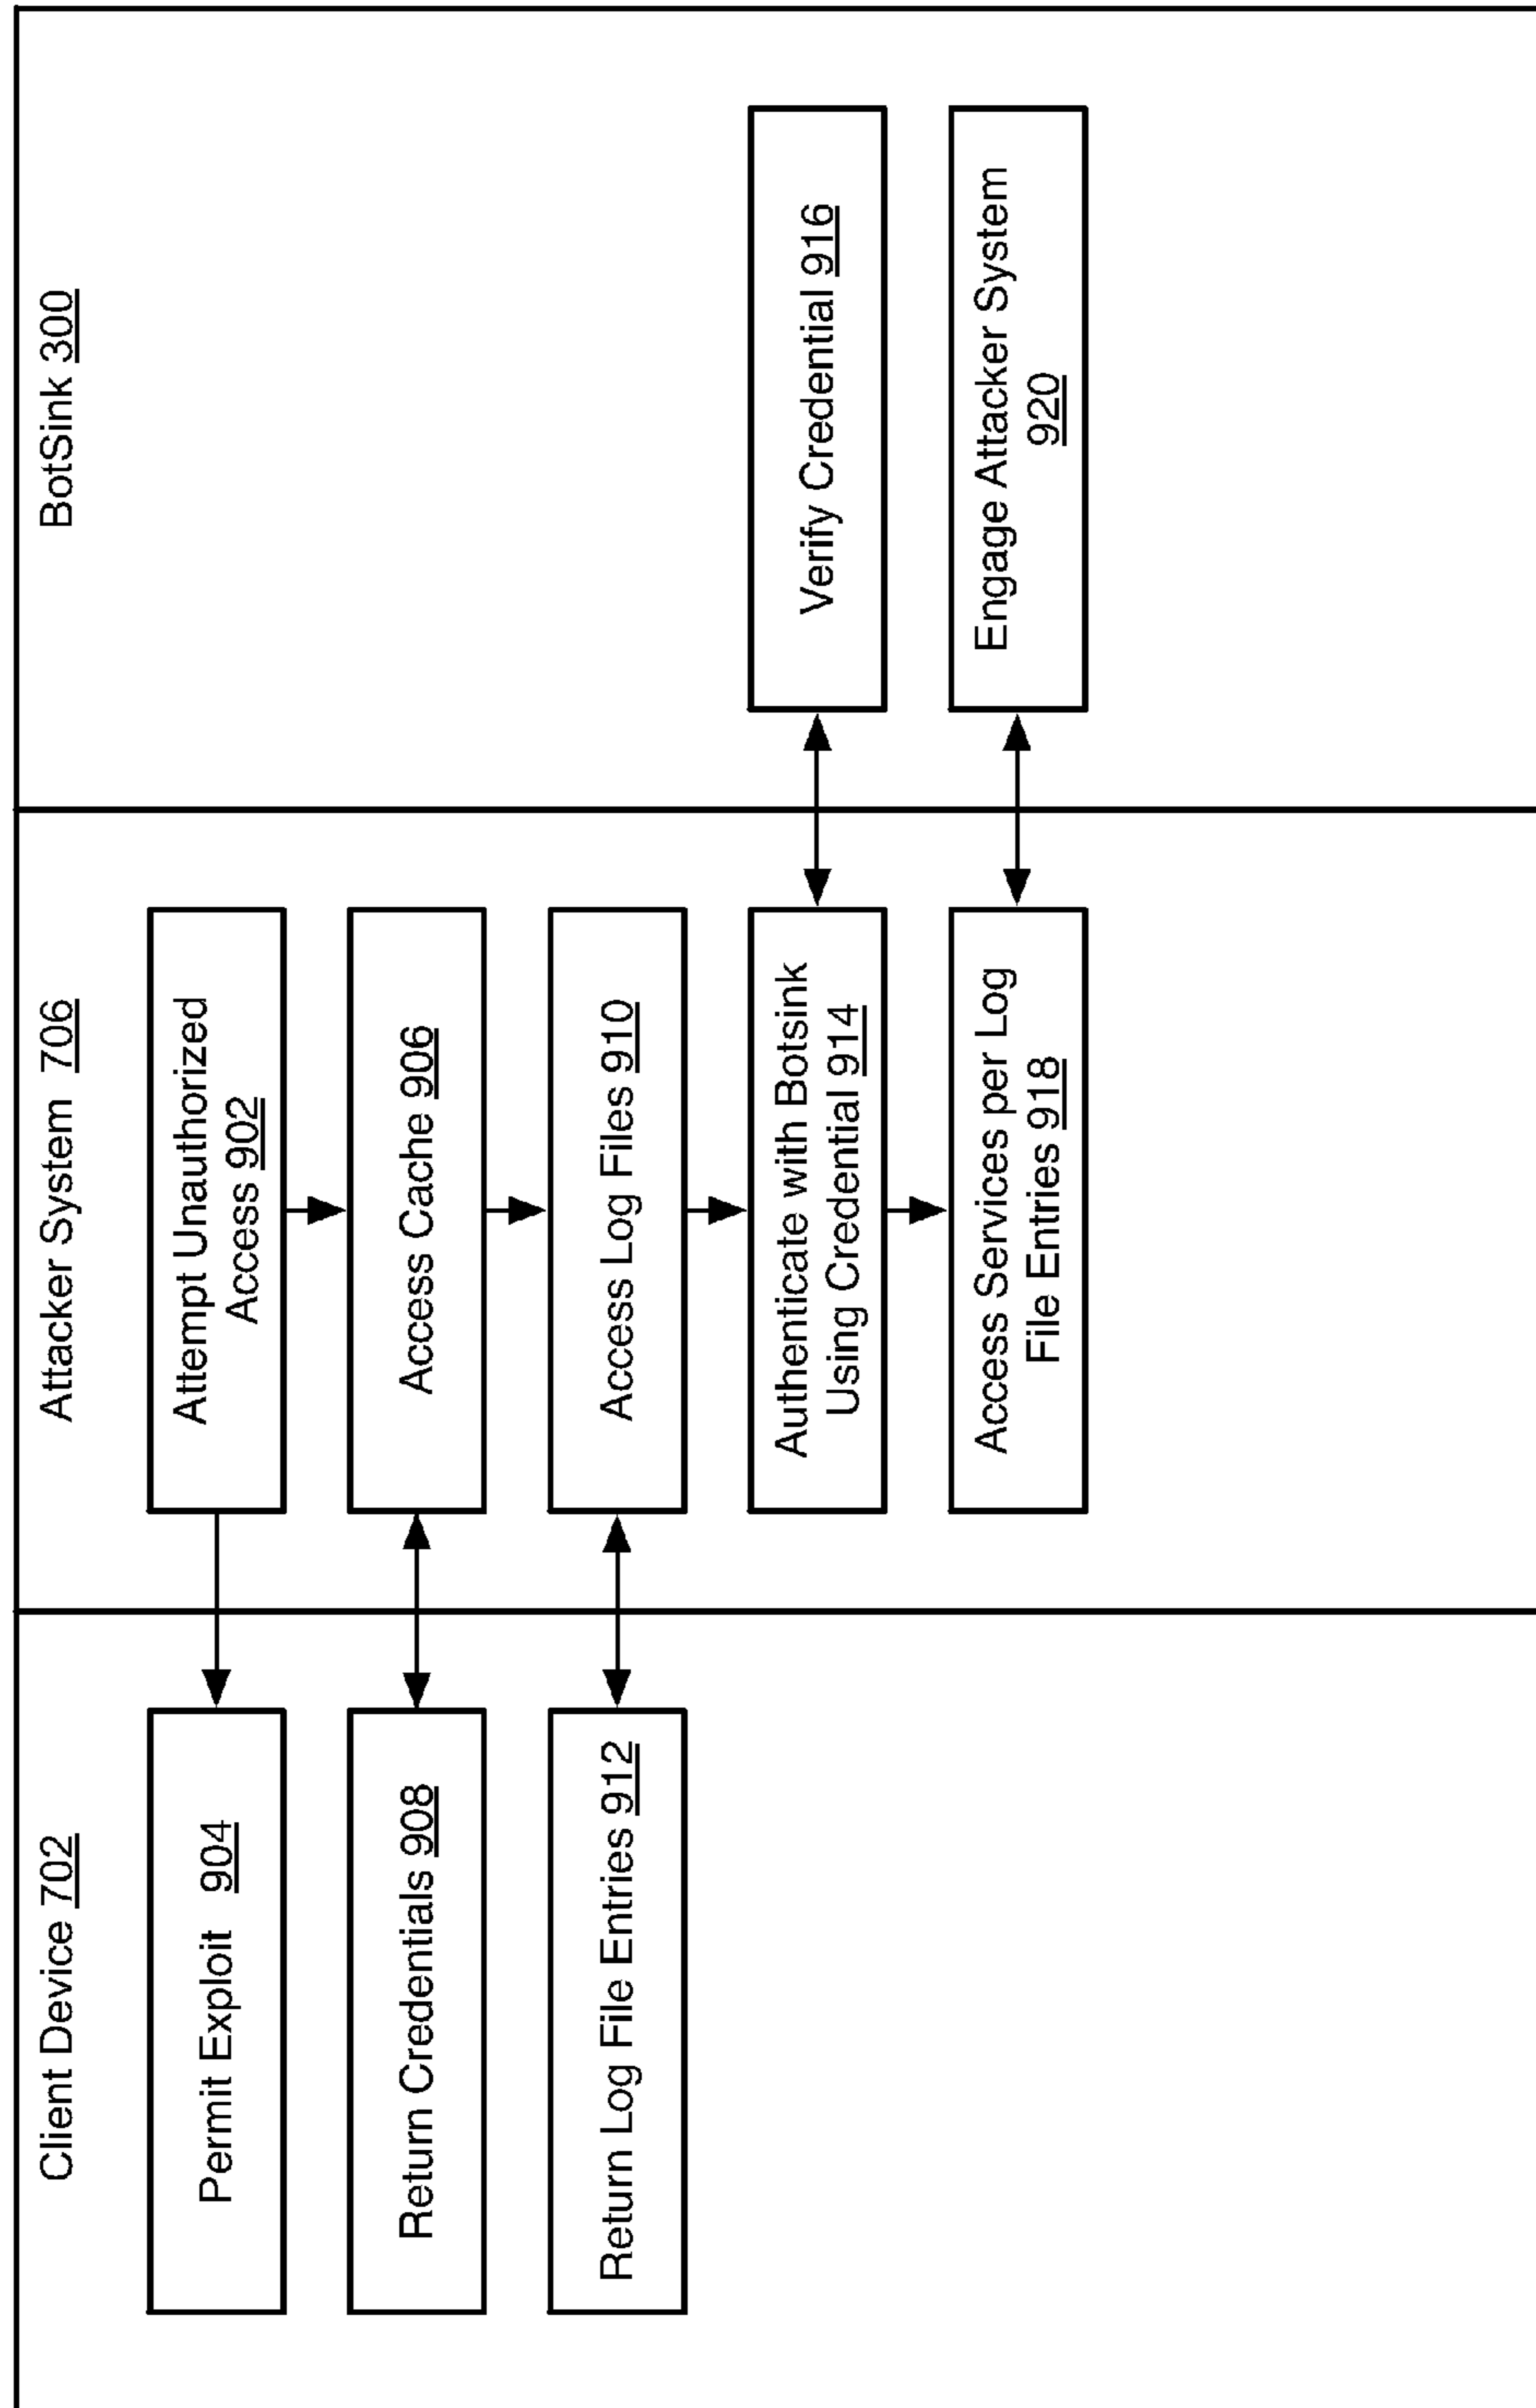 Client Device 702
Attacker System 706
BotSink 300
Permit Exploit 904
Attempt Unauthorized
Access 902
Return Credentials 908
Access Cache 906
Return Log File Entries 912
Access Log Files 910
Authenticate with Botsink
Using Credential 914
Verify Credential 916
Access Services per Log
File Entries 918
Engage Attacker System
920